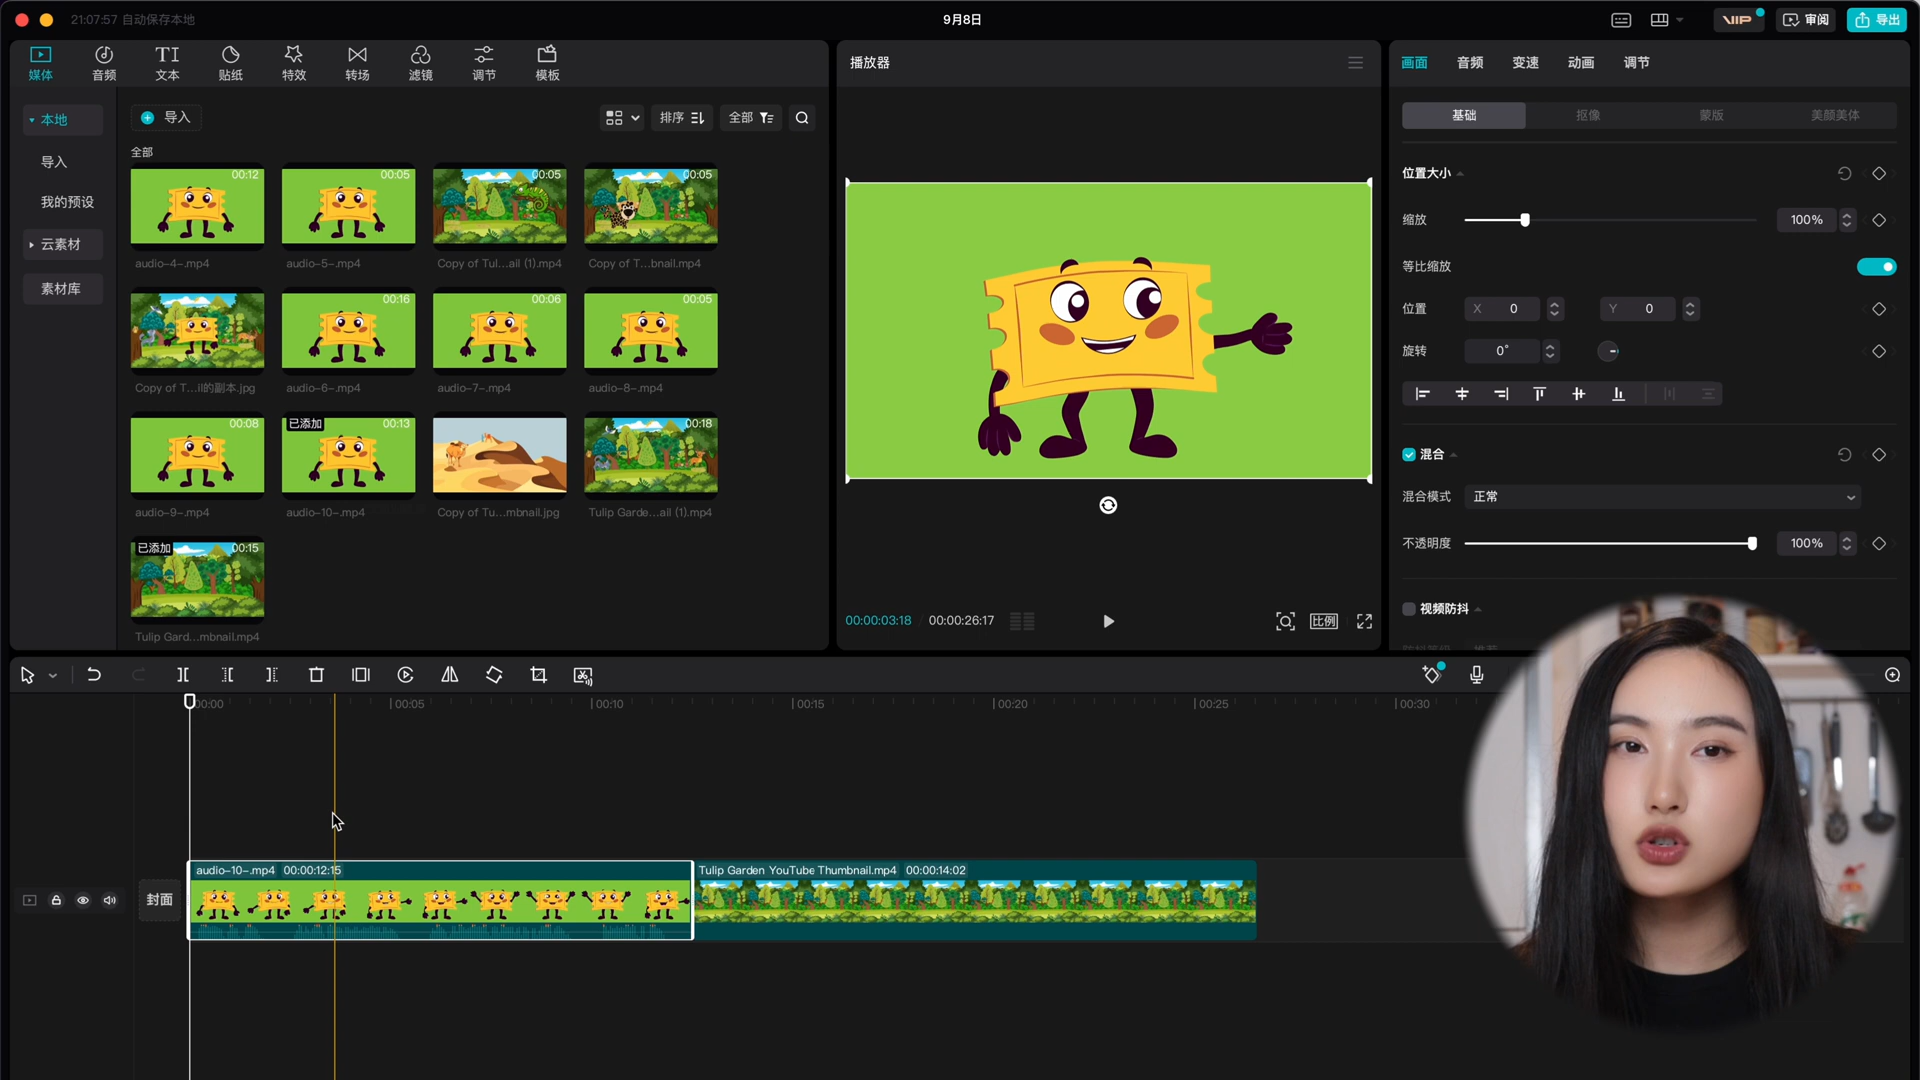 21:07:57 自动保存本地
9月8日
VIP
审阅
导出
媒体
音频
文本
贴纸
特效
转场
滤镜
调节
模板
播放器
画面
音频
变速
动画
调节
本地
导入
我的预设
云素材
素材库
导入
排序
全部
全部
00:12
00:05
00:05
00:05
audio-4-.mp4
audio-5-.mp4
Copy of Tul...ail (1).mp4
Copy of T...bnail.mp4
00:16
00:06
00:05
Copy of T...il的副本.jpg
audio-6-.mp4
audio-7-.mp4
audio-8-.mp4
00:08
已添加
00:13
00:18
audio-9-.mp4
audio-10-.mp4
Copy of Tu...mbnail.jpg
Tulip Garde...ail (1).mp4
已添加
00:15
Tulip Gard...mbnail.mp4
00:00:03:18
00:00:26:17
比例
基础
抠像
蒙版
美颜美体
位置大小
缩放
100%
等比缩放
位置
X 0
Y 0
旋转
0°
混合
混合模式
正常
不透明度
100%
视频防抖
00:00
00:05
00:10
00:15
00:20
00:25
00:30
封面
audio-10-.mp4 00:00:12:15
Tulip Garden YouTube Thumbnail.mp4 00:00:14:02